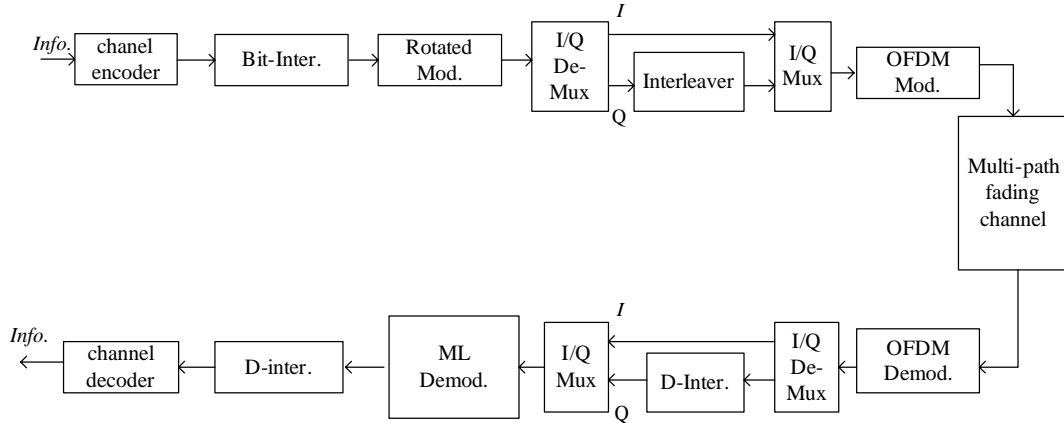 Info.
chanel
encoder
Bit-Inter.
Rotated
Mod.
I/Q
De-
Mux
I
Interleaver
Q
I/Q
Mux
OFDM
Mod.
Multi-path
fading
channel
Info.
channel
decoder
D-inter.
ML
Demod.
I/Q
Mux
I
D-Inter.
Q
I/Q
De-
Mux
OFDM
Demod.